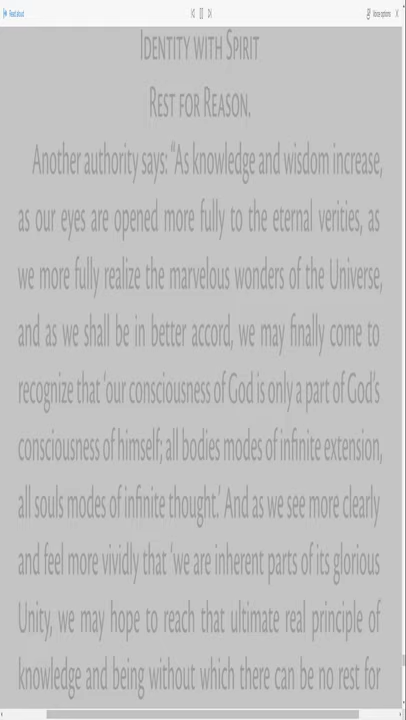 Read aloud
Voice options
Identity with Spirit
Rest for Reason.
Another authority says: “As knowledge and wisdom increase,
as our eyes are opened more fully to the eternal verities, as
we more fully realize the marvelous wonders of the Universe,
and as we shall be in better accord, we may finally come to
recognize that ‘our consciousness of God is only a part of God’s
consciousness of himself; all bodies modes of infinite extension,
all souls modes of infinite thought.’ And as we see more clearly
and feel more vividly that ‘we are inherent parts of its glorious
Unity, we may hope to reach that ultimate real principle of
knowledge and being without which there can be no rest for